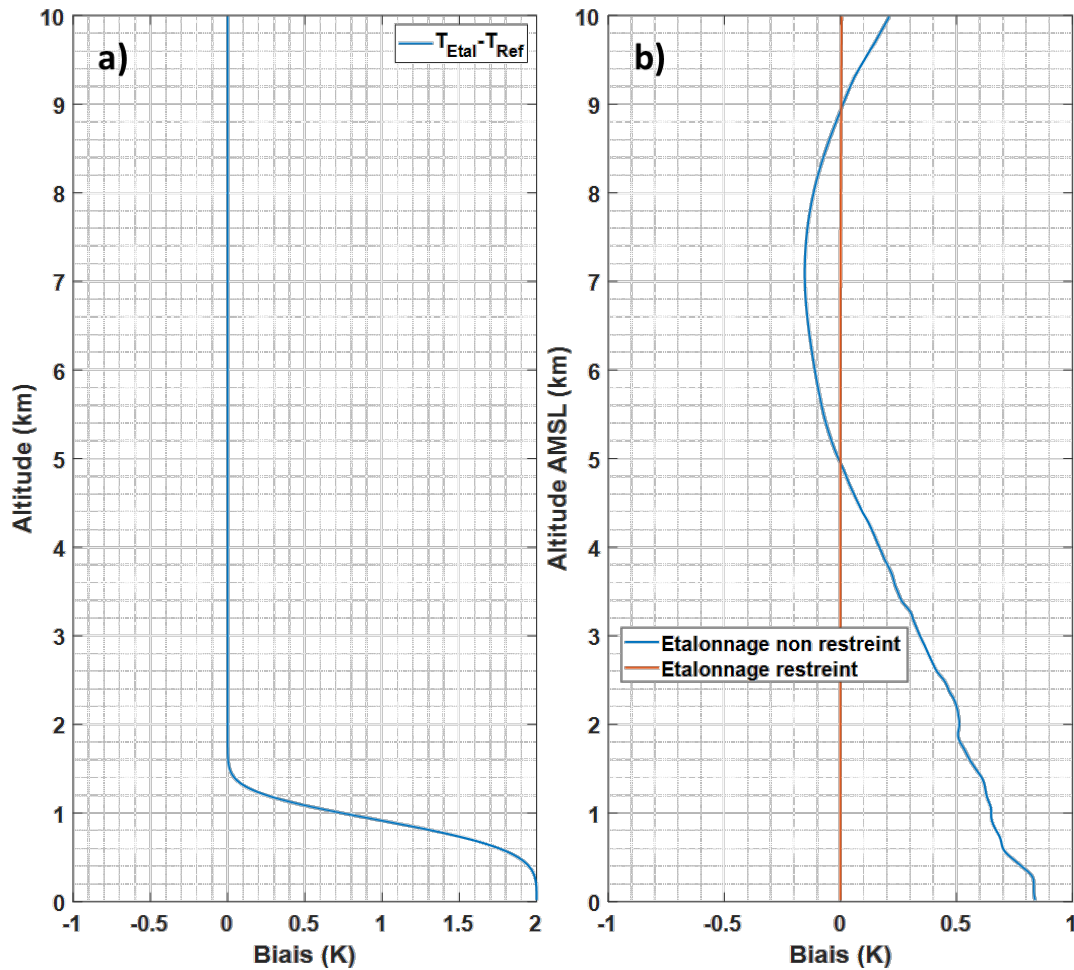 a)
T_Etal-T_Ref
10
9
8
7
6
5
4
3
2
1
0
Altitude (km)
-1 -0.5 0 0.5 1 1.5 2
Biais (K)
b)
10
9
8
7
6
5
4
3
2
1
0
Altitude AMSL (km)
Etalonnage non restreint
Etalonnage restreint
-1 -0.5 0 0.5 1
Biais (K)